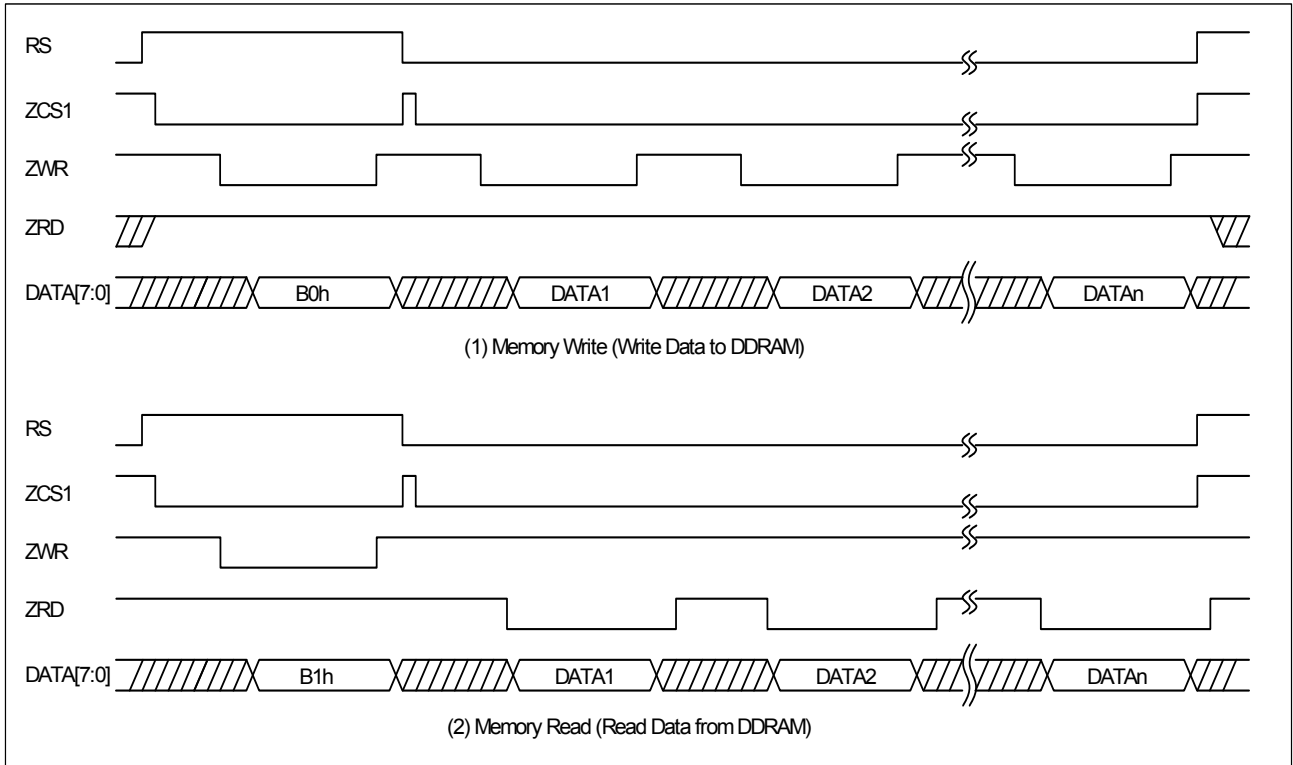 RS
ZCS1
ZWR
ZRD
DATA[7:0] B0h DATA1 DATA2 DATAn
(1) Memory Write (Write Data to DDRAM)
RS
ZCS1
ZWR
ZRD
DATA[7:0] B1h DATA1 DATA2 DATAn
(2) Memory Read (Read Data from DDRAM)